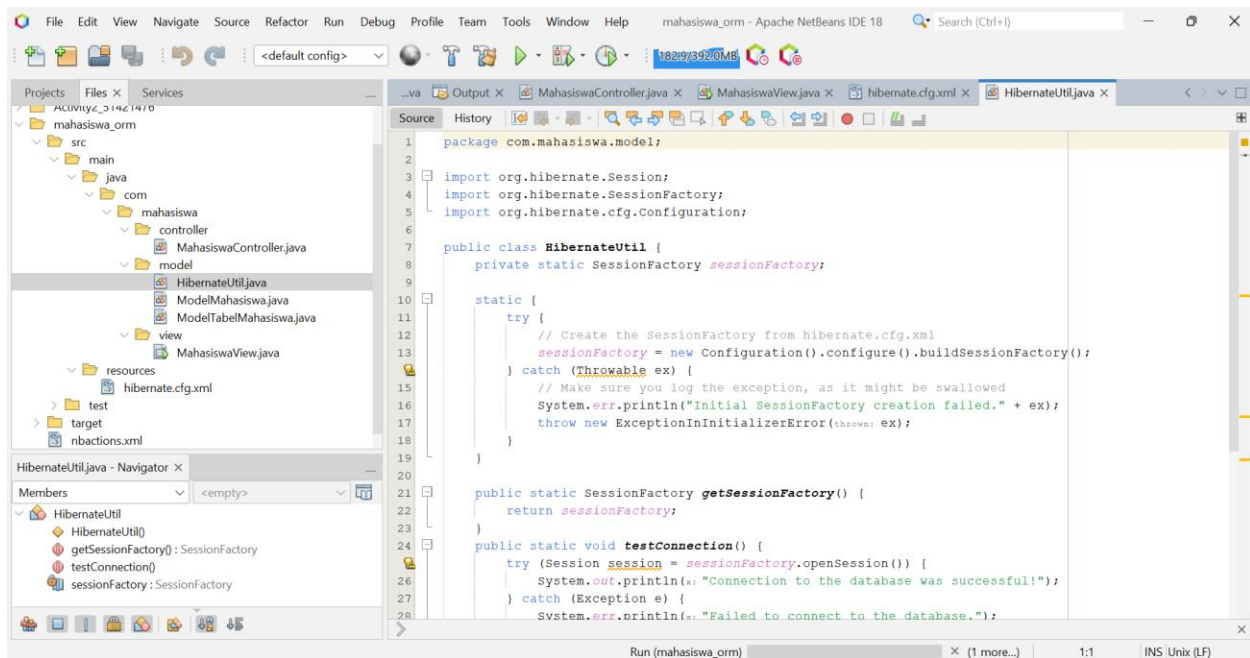 File Edit View Navigate Source Refactor Run Debug Profile Team Tools Window Help mahasiswa_orm - Apache NetBeans IDE 18 Search (Ctrl+I)
<default config> 182.9/392.0MB
Projects Files Services
Activity2_51421476
mahasiswa_orm
src
main
java
com
mahasiswa
controller
MahasiswaController.java
model
HibernateUtil.java
ModelMahasiswa.java
ModelTabelMahasiswa.java
view
MahasiswaView.java
resources
hibernate.cfg.xml
test
target
nbactions.xml
HibernateUtil.java - Navigator
Members <empty>
HibernateUtil
HibernateUtil()
getSessionFactory() : SessionFactory
testConnection()
sessionFactory : SessionFactory
...va Output MahasiswaController.java MahasiswaView.java hibernate.cfg.xml HibernateUtil.java
Source History
1 package com.mahasiswa.model;
2
3 import org.hibernate.Session;
4 import org.hibernate.SessionFactory;
5 import org.hibernate.cfg.Configuration;
6
7 public class HibernateUtil {
8 private static SessionFactory sessionFactory;
9
10 static {
11 try {
12 // Create the SessionFactory from hibernate.cfg.xml
13 sessionFactory = new Configuration().configure().buildSessionFactory();
} catch (Throwable ex) {
15 // Make sure you log the exception, as it might be swallowed
16 System.err.println("Initial SessionFactory creation failed." + ex);
17 throw new ExceptionInInitializerError(thrown: ex);
18 }
19 }
20
21 public static SessionFactory getSessionFactory() {
22 return sessionFactory;
23 }
24 public static void testConnection() {
try (Session session = sessionFactory.openSession()) {
26 System.out.println(x: "Connection to the database was successful!");
27 } catch (Exception e) {
28 System.err.println(x: "Failed to connect to the database.");
Run (mahasiswa_orm) (1 more...) 1:1 INS Unix (LF)